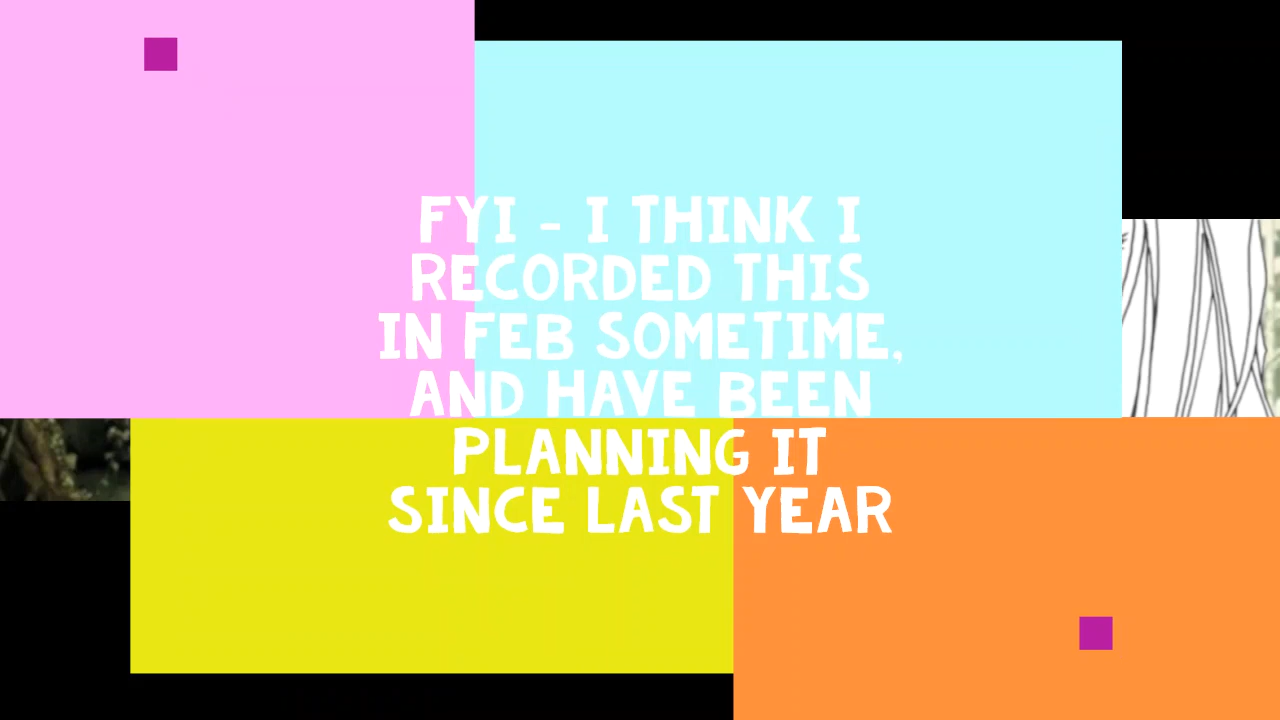 FYI - I THINK I
RECORDED THIS
IN FEB SOMETIME,
AND HAVE BEEN
PLANNING IT
SINCE LAST YEAR